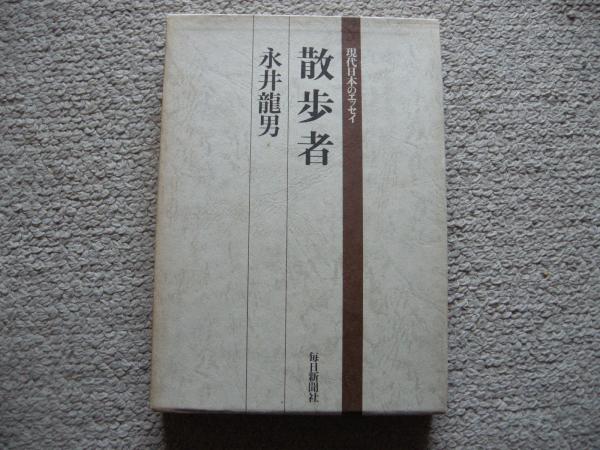 現代日本のエッセイ
散歩者
永井龍男
毎日新聞社